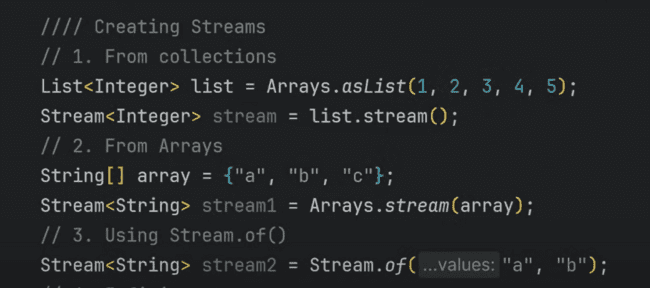 //// Creating Streams
// 1. From collections
List<Integer> list = Arrays.asList(1, 2, 3, 4, 5);
Stream<Integer> stream = list.stream();
// 2. From Arrays
String[] array = {"a", "b", "c"};
Stream<String> stream1 = Arrays.stream(array);
// 3. Using Stream.of()
Stream<String> stream2 = Stream.of(...values: "a", "b");